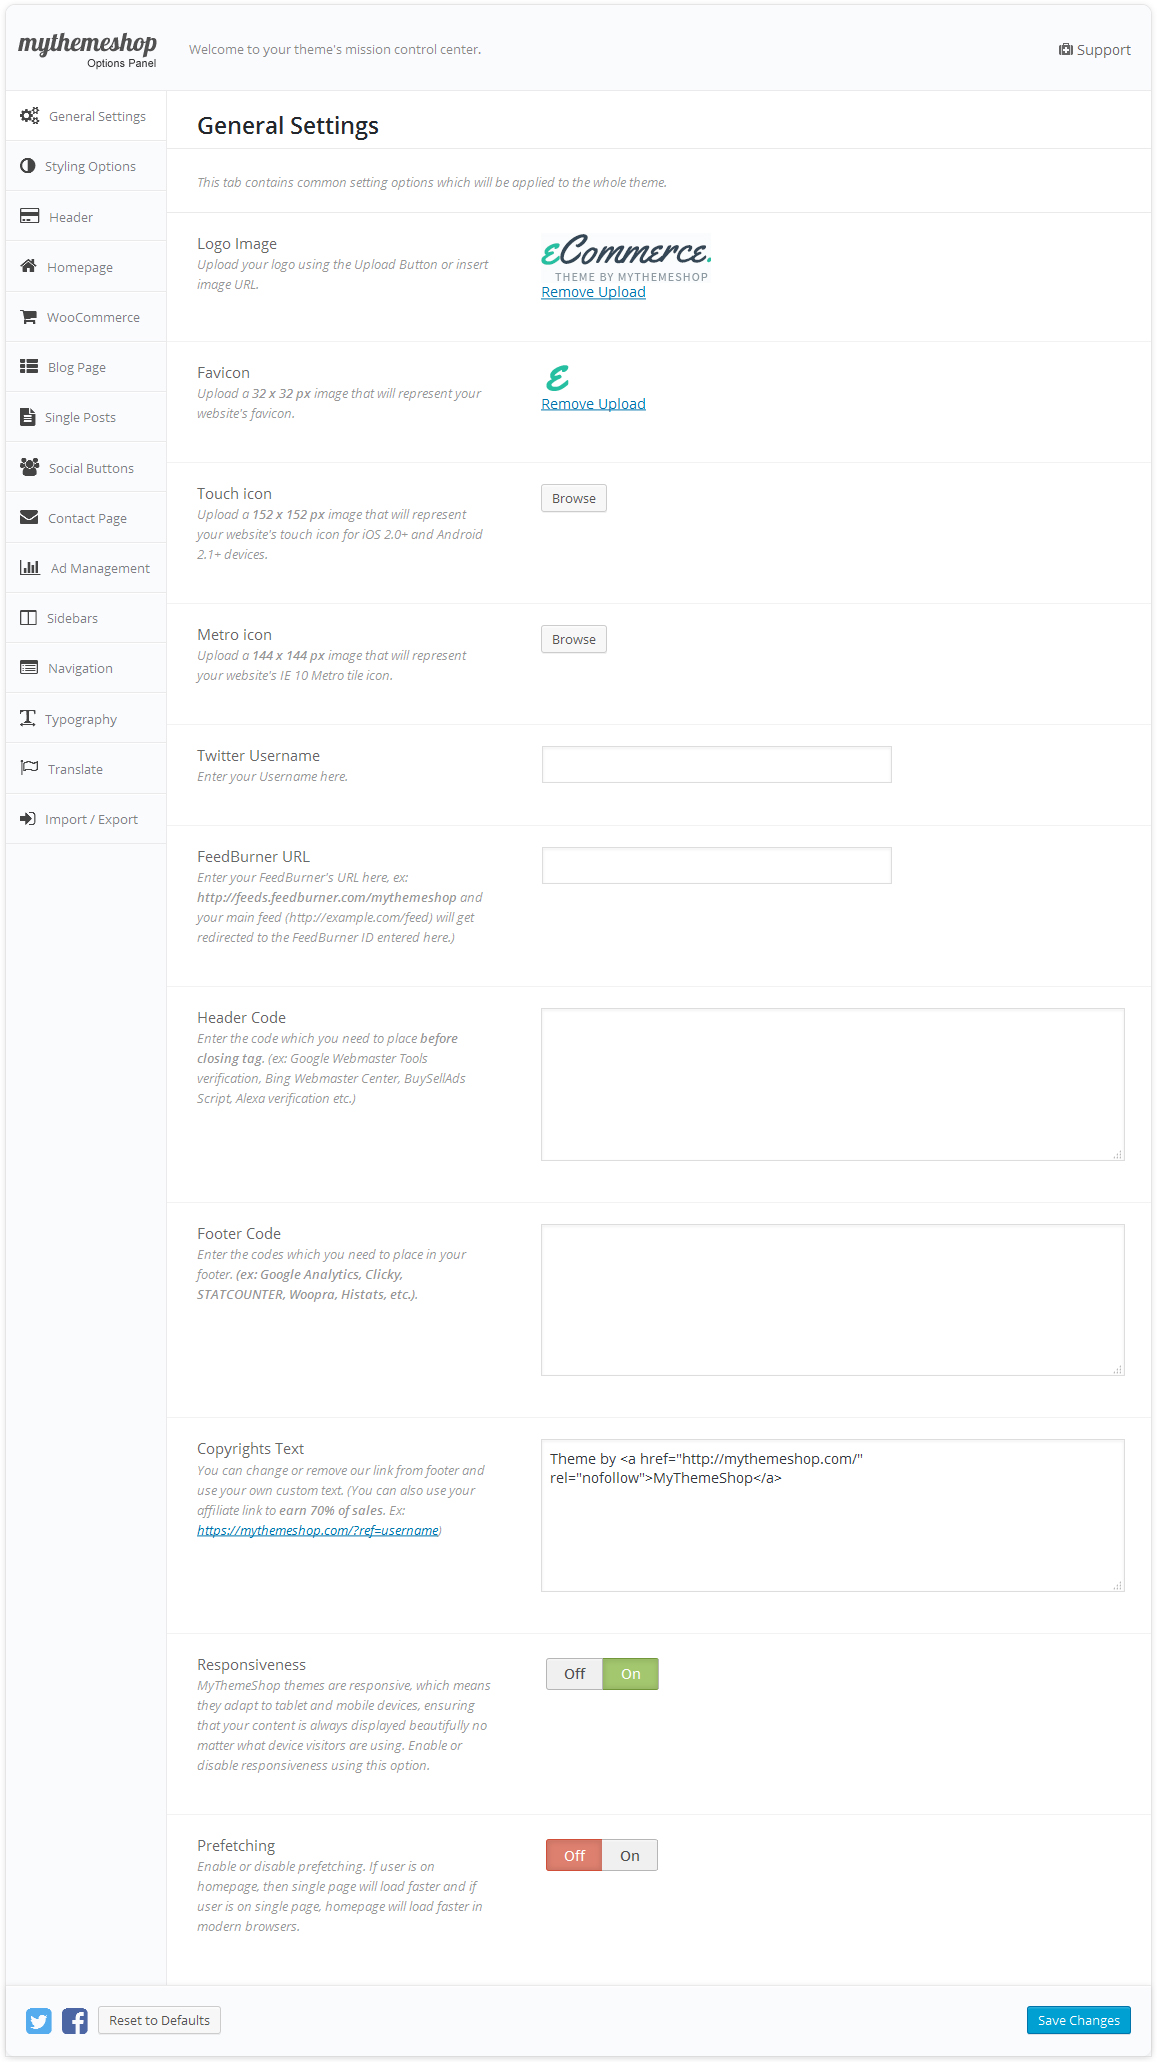 mythemeshop
Options Panel
Welcome to your theme's mission control center.
Support
General Settings
Styling Options
Header
Homepage
WooCommerce
Blog Page
Single Posts
Social Buttons
Contact Page
Ad Management
Sidebars
Navigation
Typography
Translate
Import / Export
General Settings
This tab contains common setting options which will be applied to the whole theme.
Logo Image
Upload your logo using the Upload Button or insert
image URL.
eCommerce.
THEME BY MYTHEMESHOP
Remove Upload
Favicon
Upload a 32 x 32 px image that will represent your
website's favicon.
E
Remove Upload
Touch icon
Upload a 152 x 152 px image that will represent
your website's touch icon for iOS 2.0+ and Android
2.1+ devices.
Browse
Metro icon
Upload a 144 x 144 px image that will represent
your website's IE 10 Metro tile icon.
Browse
Twitter Username
Enter your Username here.
FeedBurner URL
Enter your FeedBurner's URL here, ex:
http://feeds.feedburner.com/mythemeshop and
your main feed (http://example.com/feed) will get
redirected to the FeedBurner ID entered here.)
Header Code
Enter the code which you need to place before
closing tag. (ex: Google Webmaster Tools
verification, Bing Webmaster Center, BuySellAds
Script, Alexa verification etc.)
Footer Code
Enter the codes which you need to place in your
footer. (ex: Google Analytics, Clicky,
STATCOUNTER, Woopra, Histats, etc.).
Copyrights Text
You can change or remove our link from footer and
use your own custom text. (You can also use your
affiliate link to earn 70% of sales. Ex:
https://mythemeshop.com/?ref=username)
Theme by <a href="http://mythemeshop.com/"
rel="nofollow">MyThemeShop</a>
Responsiveness
MyThemeShop themes are responsive, which means
they adapt to tablet and mobile devices, ensuring
that your content is always displayed beautifully no
matter what device visitors are using. Enable or
disable responsiveness using this option.
Off On
Prefetching
Enable or disable prefetching. If user is on
homepage, then single page will load faster and if
user is on single page, homepage will load faster in
modern browsers.
Off On
Reset to Defaults
Save Changes